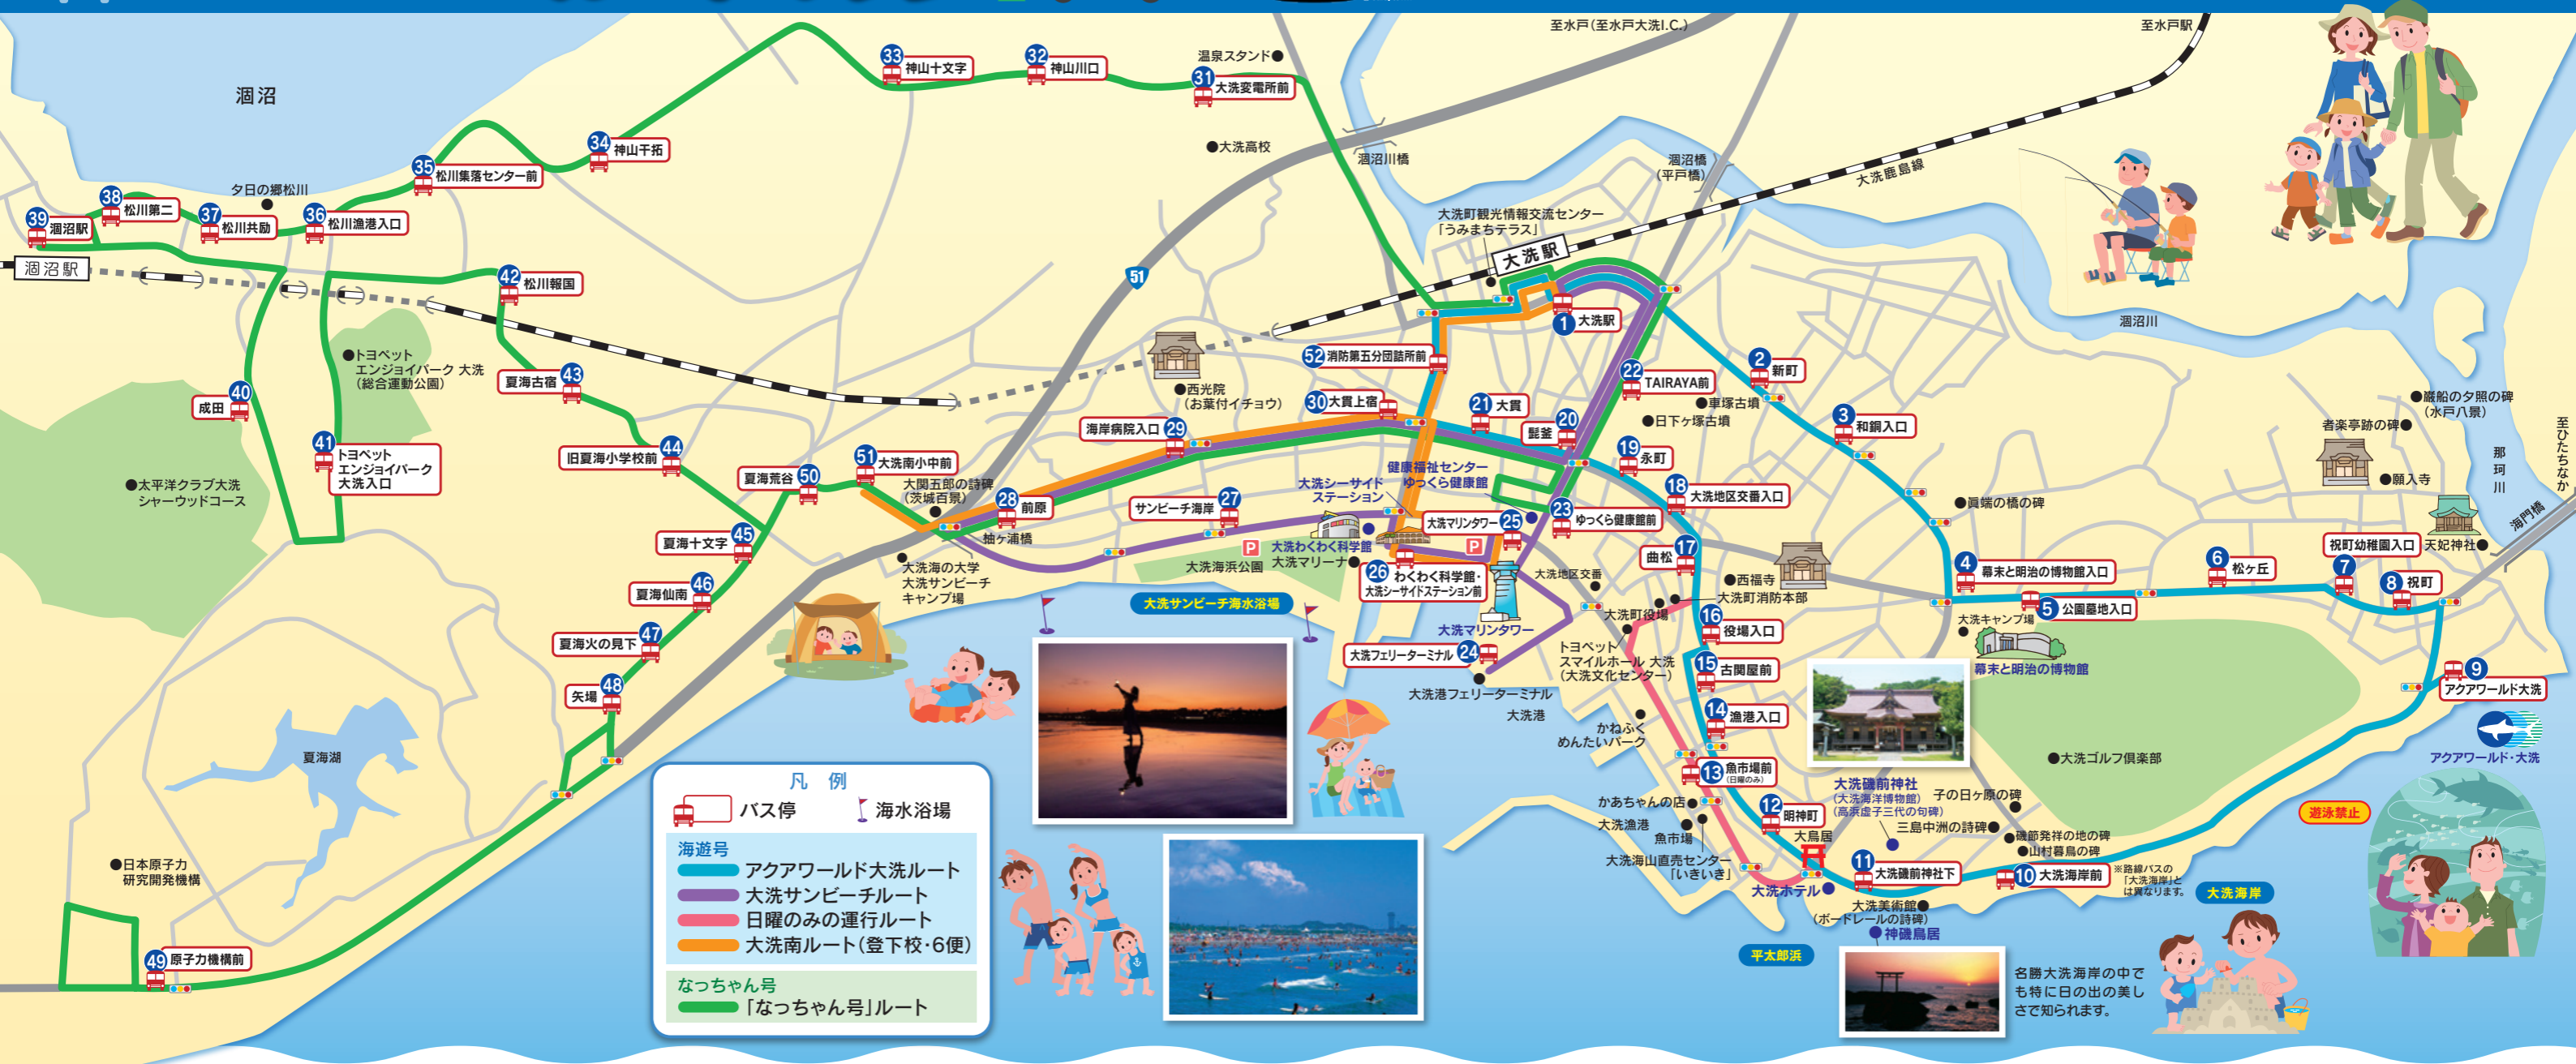 至水戸(至水戸大洗I.C.)
至水戸駅
涸沼
33 神山十文字
32 神山川口
温泉スタンド
31 大洗変電所前
34 神山干拓
大洗高校
涸沼川橋
涸沼橋
(平戸橋)
大洗鹿島線
35 松川集落センター前
夕日の郷松川
38 松川第二
39 涸沼駅
37 松川共励
36 松川漁港入口
涸沼駅
大洗町観光情報交流センター
「うみまちテラス」
大洗駅
51
42 松川報国
1 大洗駅
涸沼川
トヨペット
エンジョイパーク 大洗
(総合運動公園)
52 消防第五分団詰所前
22 TAIRAYA前
2 新町
43 夏海古宿
40 成田
西光院
(お葉付イチョウ)
30 大貫上宿
21 大貫
車塚古墳
日下ヶ塚古墳
3 和銅入口
巌船の夕照の碑
(水戸八景)
者楽亭跡の碑
至ひたちなか
那珂川
海岸病院入口 29
20 髭釜
19 永町
41 トヨペット
エンジョイパーク
大洗入口
旧夏海小学校前 44
夏海荒谷 50
51 大洗南小中前
大関五郎の詩碑
(茨城百景)
健康福祉センター
ゆっくら健康館
大洗シーサイド
ステーション
18 大洗地区交番入口
願入寺
太平洋クラブ大洗
シャーウッドコース
28 前原
サンビーチ海岸 27
大洗マリンタワー 25
23 ゆっくら健康館前
眞端の橋の碑
海門橋
45 夏海十文字
袖ヶ浦橋
P
P
大洗わくわく科学館
大洗マリーナ
曲松 17
祝町幼稚園入口
天妃神社
大洗海の大学
大洗サンビーチ
キャンプ場
大洗海浜公園
26 わくわく科学館・
大洗シーサイドステーション前
大洗地区交番
西福寺
大洗町消防本部
4 幕末と明治の博物館入口
6 松ヶ丘
7
8 祝町
夏海仙南 46
大洗サンビーチ海水浴場
大洗町役場
5 公園墓地入口
大洗マリンタワー
16 役場入口
大洗キャンプ場
夏海火の見下 47
大洗フェリーターミナル 24
トヨペット
スマイルホール 大洗
(大洗文化センター)
15 古関屋前
幕末と明治の博物館
9
アクアワールド大洗
矢場 48
大洗港フェリーターミナル
大洗港
14 漁港入口
かねふく
めんたいパーク
夏海湖
大洗ゴルフ倶楽部
アクアワールド・大洗
13 魚市場前
(日曜のみ)
凡 例
バス停
海水浴場
海遊号
アクアワールド大洗ルート
大洗サンビーチルート
日曜のみの運行ルート
大洗南ルート(登下校・6便)
なっちゃん号
「なっちゃん号」ルート
大洗磯前神社
(大洗海洋博物館)
(高浜虚子三代の句碑)
子の日ヶ原の碑
かあちゃんの店
12 明神町
遊泳禁止
大洗漁港
魚市場
大鳥居
三島中洲の詩碑
磯節発祥の地の碑
山村暮鳥の碑
大洗海山直売センター
「いきいき」
日本原子力
研究開発機構
11 大洗磯前神社下
10 大洗海岸前
※路線バスの
「大洗海岸」と
は異なります。
大洗海岸
大洗ホテル
大洗美術館
(ボードレールの詩碑)
神磯鳥居
平太郎浜
49 原子力機構前
名勝大洗海岸の中で
も特に日の出の美し
さで知られます。